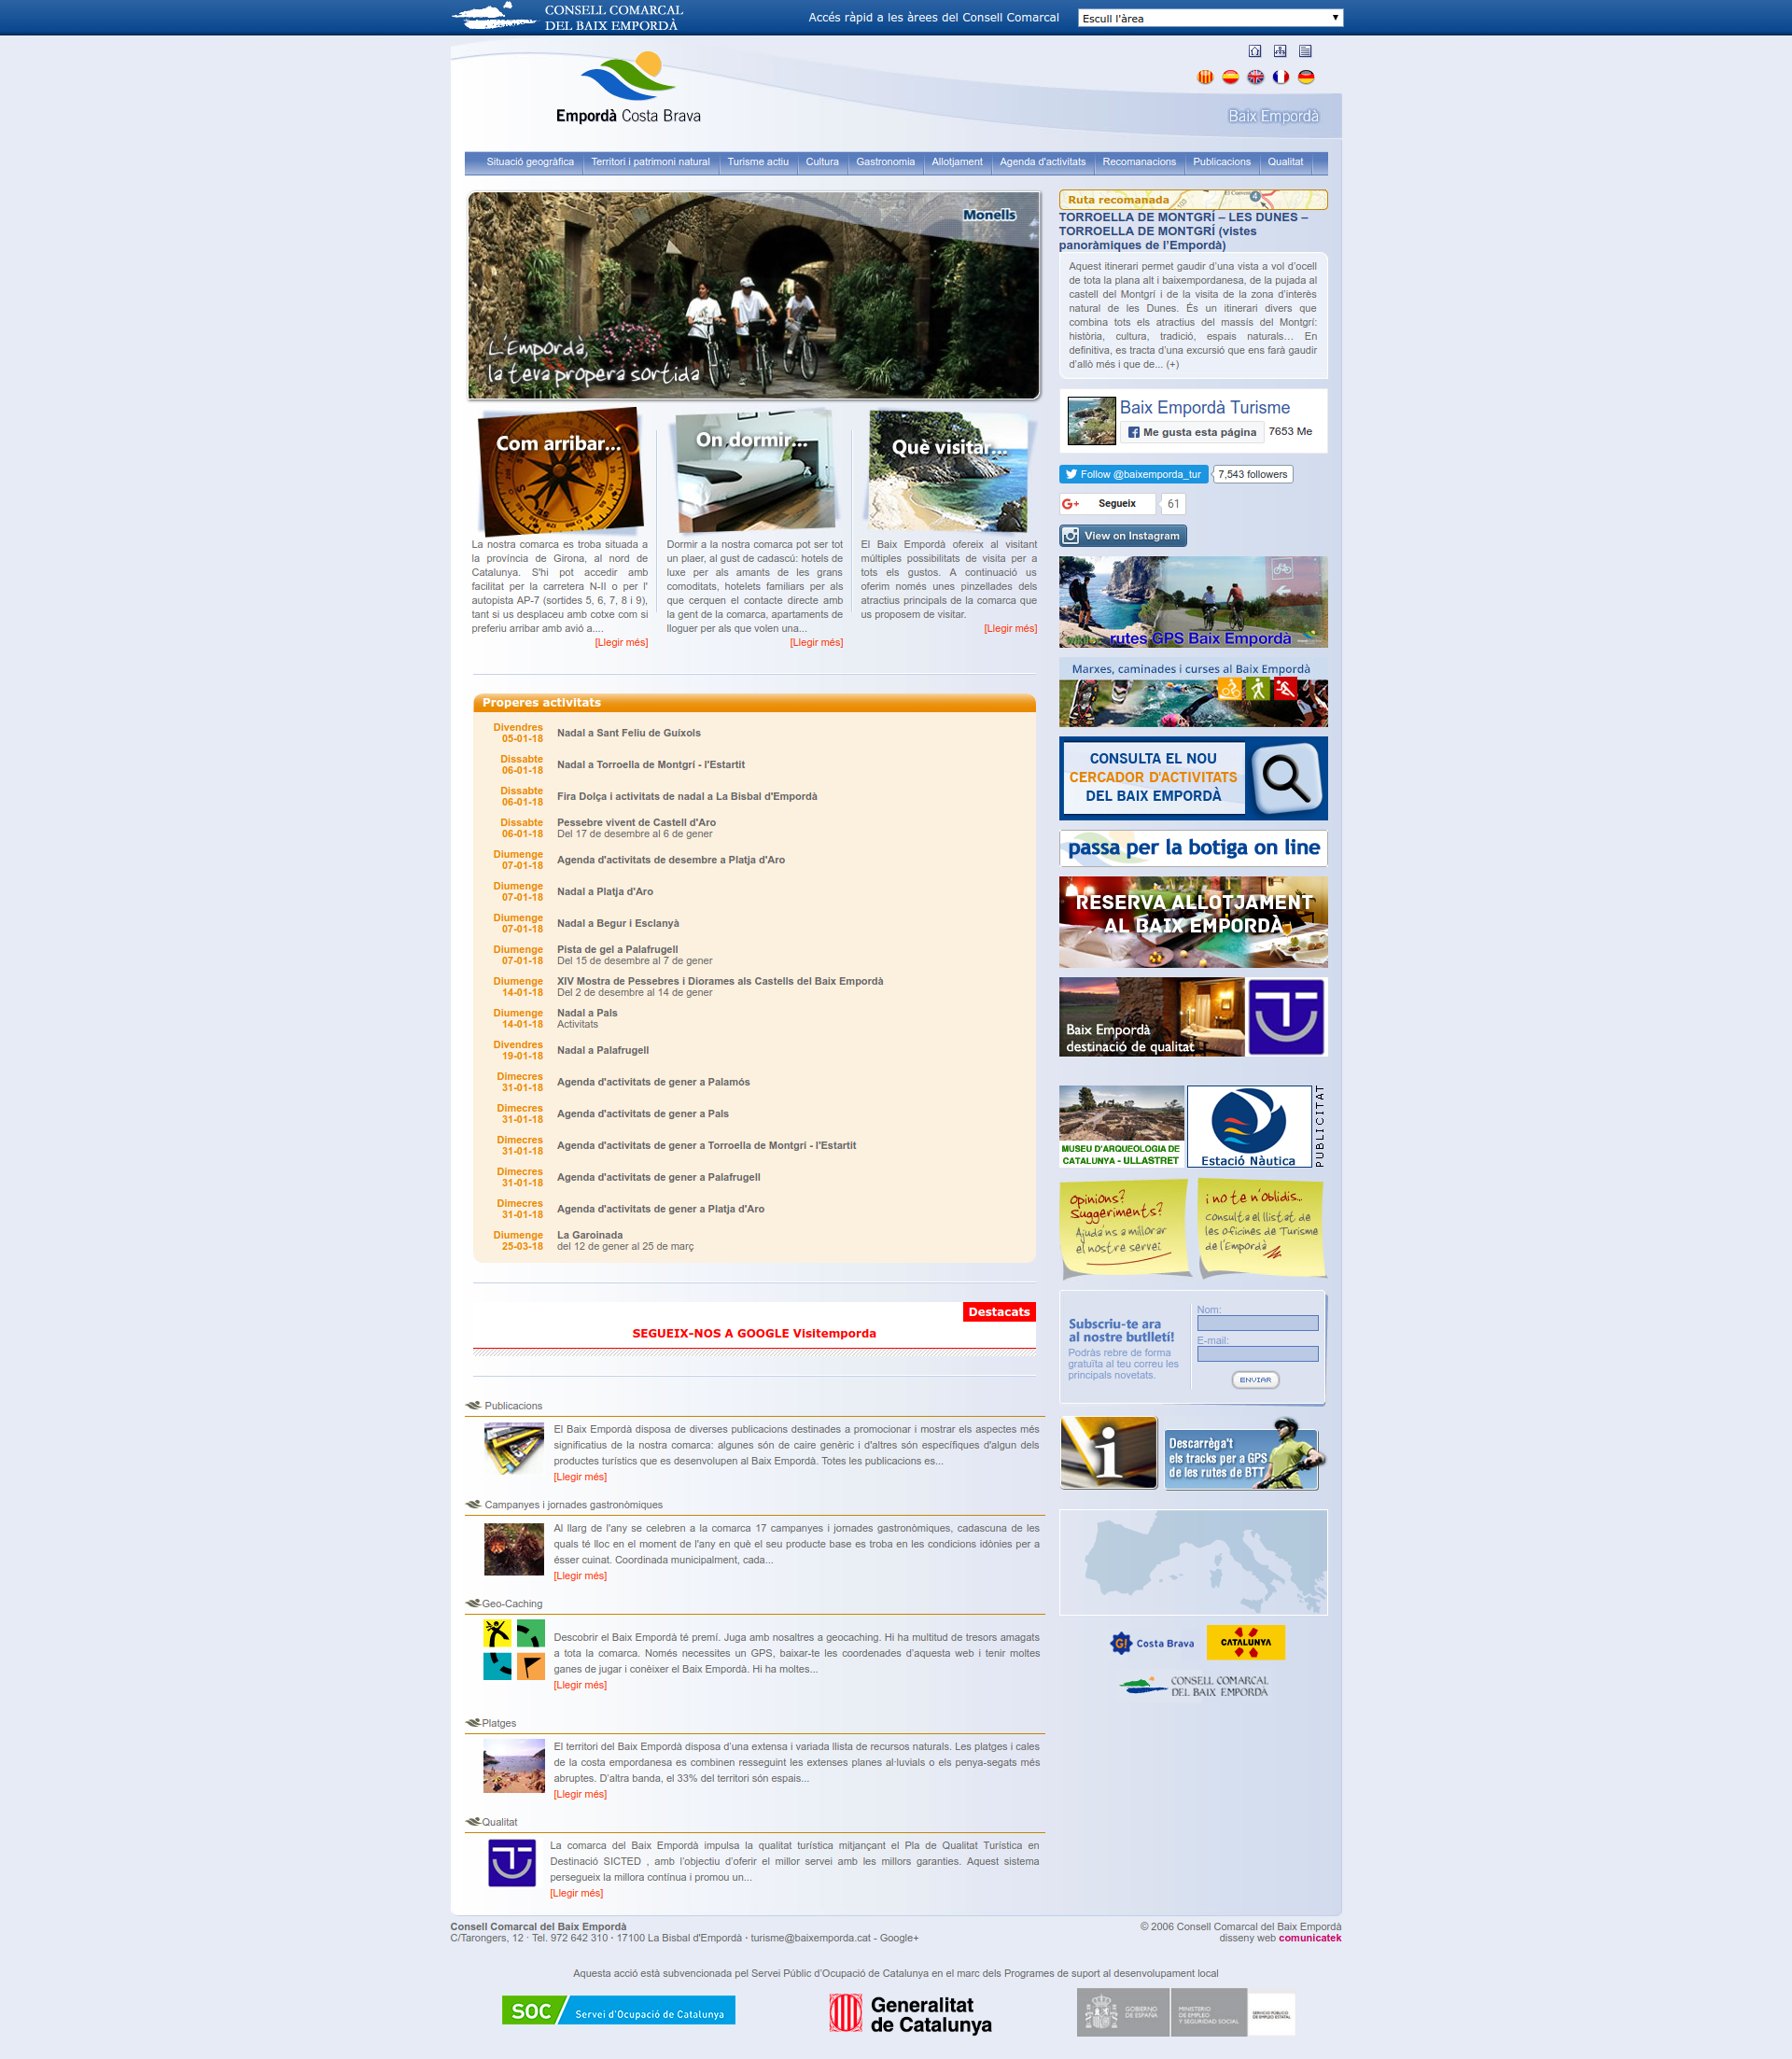 CONSELL COMARCAL
DEL BAIX EMPORDÀ
Accés ràpid a les àrees del Consell Comarcal
Escull l'àrea
Empordà Costa Brava
Baix Empordà
Situació geogràfica
Territori i patrimoni natural
Turisme actiu
Cultura
Gastronomia
Allotjament
Agenda d'activitats
Recomanacions
Publicacions
Qualitat
Monells
L'Empordà,
la teva propera sortida
Com arribar...
La nostra comarca es troba situada a
la província de Girona, al nord de
Catalunya. S'hi pot accedir amb
facilitat per la carretera N-II o per l'
autopista AP-7 (sortides 5, 6, 7, 8 i 9),
tant si us desplaceu amb cotxe com si
preferiu arribar amb avió a....
[Llegir més]
On dormir...
Dormir a la nostra comarca pot ser tot
un plaer, al gust de cadascú: hotels de
luxe per als amants de les grans
comoditats, hotelets familiars per als
que cerquen el contacte directe amb
la gent de la comarca, apartaments de
lloguer per als que volen una...
[Llegir més]
Què visitar...
El Baix Empordà ofereix al visitant
múltiples possibilitats de visita per a
tots els gustos. A continuació us
oferim només unes pinzellades dels
atractius principals de la comarca que
us proposem de visitar.
[Llegir més]
Properes activitats
Divendres
05-01-18
Nadal a Sant Feliu de Guíxols
Dissabte
06-01-18
Nadal a Torroella de Montgrí - l'Estartit
Dissabte
06-01-18
Fira Dolça i activitats de nadal a La Bisbal d'Empordà
Dissabte
06-01-18
Pessebre vivent de Castell d'Aro
Del 17 de desembre al 6 de gener
Diumenge
07-01-18
Agenda d'activitats de desembre a Platja d'Aro
Diumenge
07-01-18
Nadal a Platja d'Aro
Diumenge
07-01-18
Nadal a Begur i Esclanyà
Diumenge
07-01-18
Pista de gel a Palafrugell
Del 15 de desembre al 7 de gener
Diumenge
14-01-18
XIV Mostra de Pessebres i Diorames als Castells del Baix Empordà
Del 2 de desembre al 14 de gener
Diumenge
14-01-18
Nadal a Pals
Activitats
Divendres
19-01-18
Nadal a Palafrugell
Dimecres
31-01-18
Agenda d'activitats de gener a Palamós
Dimecres
31-01-18
Agenda d'activitats de gener a Pals
Dimecres
31-01-18
Agenda d'activitats de gener a Torroella de Montgrí - l'Estartit
Dimecres
31-01-18
Agenda d'activitats de gener a Palafrugell
Dimecres
31-01-18
Agenda d'activitats de gener a Platja d'Aro
Diumenge
25-03-18
La Garoinada
del 12 de gener al 25 de març
Destacats
SEGUEIX-NOS A GOOGLE Visitemporda
Publicacions
El Baix Empordà disposa de diverses publicacions destinades a promocionar i mostrar els aspectes més
significatius de la nostra comarca: algunes són de caire genèric i d'altres són específiques d'algun dels
productes turístics que es desenvolupen al Baix Empordà. Totes les publicacions es...
[Llegir més]
Campanyes i jornades gastronòmiques
Al llarg de l'any se celebren a la comarca 17 campanyes i jornades gastronòmiques, cadascuna de les
quals té lloc en el moment de l'any en què el seu producte base es troba en les condicions idònies per a
ésser cuinat. Coordinada municipalment, cada...
[Llegir més]
Geo-Caching
Descobrir el Baix Empordà té premi. Juga amb nosaltres a geocaching. Hi ha multitud de tresors amagats
a tota la comarca. Només necessites un GPS, baixar-te les coordenades d'aquesta web i tenir moltes
ganes de jugar i conèixer el Baix Empordà. Hi ha moltes...
[Llegir més]
Platges
El territori del Baix Empordà disposa d'una extensa i variada llista de recursos naturals. Les platges i cales
de la costa empordanesa es combinen resseguint les extenses planes al·luvials o els penya-segats més
abruptes. D'altra banda, el 33% del territori són espais...
[Llegir més]
Qualitat
La comarca del Baix Empordà impulsa la qualitat turística mitjançant el Pla de Qualitat Turística en
Destinació SICTED , amb l'objectiu d'oferir el millor servei amb les millors garanties. Aquest sistema
persegueix la millora contínua i promou un...
[Llegir més]
Ruta recomanada
TORROELLA DE MONTGRÍ – LES DUNES –
TORROELLA DE MONTGRÍ (vistes
panoràmiques de l'Empordà)
Aquest itinerari permet gaudir d'una vista a vol d'ocell
de tota la plana alt i baixempordanesa, de la pujada al
castell del Montgrí i de la visita de la zona d'interès
natural de les Dunes. És un itinerari divers que
combina tots els atractius del massís del Montgrí:
història, cultura, tradició, espais naturals... En
definitiva, es tracta d'una excursió que ens farà gaudir
d'allò més i que de... (+)
Baix Empordà Turisme
Me gusta esta página
7653 Me
Follow @baixemporda_tur
7,543 followers
G+
Segueix
61
View on Instagram
rutes GPS Baix Empordà
Marxes, caminades i curses al Baix Empordà
CONSULTA EL NOU
CERCADOR D'ACTIVITATS
DEL BAIX EMPORDÀ
passa per la botiga on line
RESERVA ALLOTJAMENT
AL BAIX EMPORDÀ
Baix Empordà
destinació de qualitat
MUSEU D'ARQUEOLOGIA DE
CATALUNYA - ULLASTRET
Estació Nàutica
PUBLICITAT
Opinions?
Suggeriments?
Ajuda'ns a millorar
el nostre servei
i no te n'oblidis...
Consulta el llistat de
les oficines de Turisme
de l'Empordà
Subscriu-te ara
al nostre butlletí!
Podràs rebre de forma
gratuïta al teu correu les
principals novetats.
Nom:
E-mail:
ENVIAR
i
Descarrèga't
els tracks per a GPS
de les rutes de BTT
Gi Costa Brava
CATALUNYA
CONSELL COMARCAL
DEL BAIX EMPORDÀ
Consell Comarcal del Baix Empordà
C/Tarongers, 12 · Tel. 972 642 310 · 17100 La Bisbal d'Empordà · turisme@baixemporda.cat - Google+
© 2006 Consell Comarcal del Baix Empordà
disseny web comunicatek
Aquesta acció està subvencionada pel Servei Públic d'Ocupació de Catalunya en el marc dels Programes de suport al desenvolupament local
SOC Servei d'Ocupació de Catalunya
Generalitat
de Catalunya
GOBIERNO
DE ESPAÑA
MINISTERIO
DE EMPLEO
Y SEGURIDAD SOCIAL
SERVICIO PÚBLICO
DE EMPLEO ESTATAL